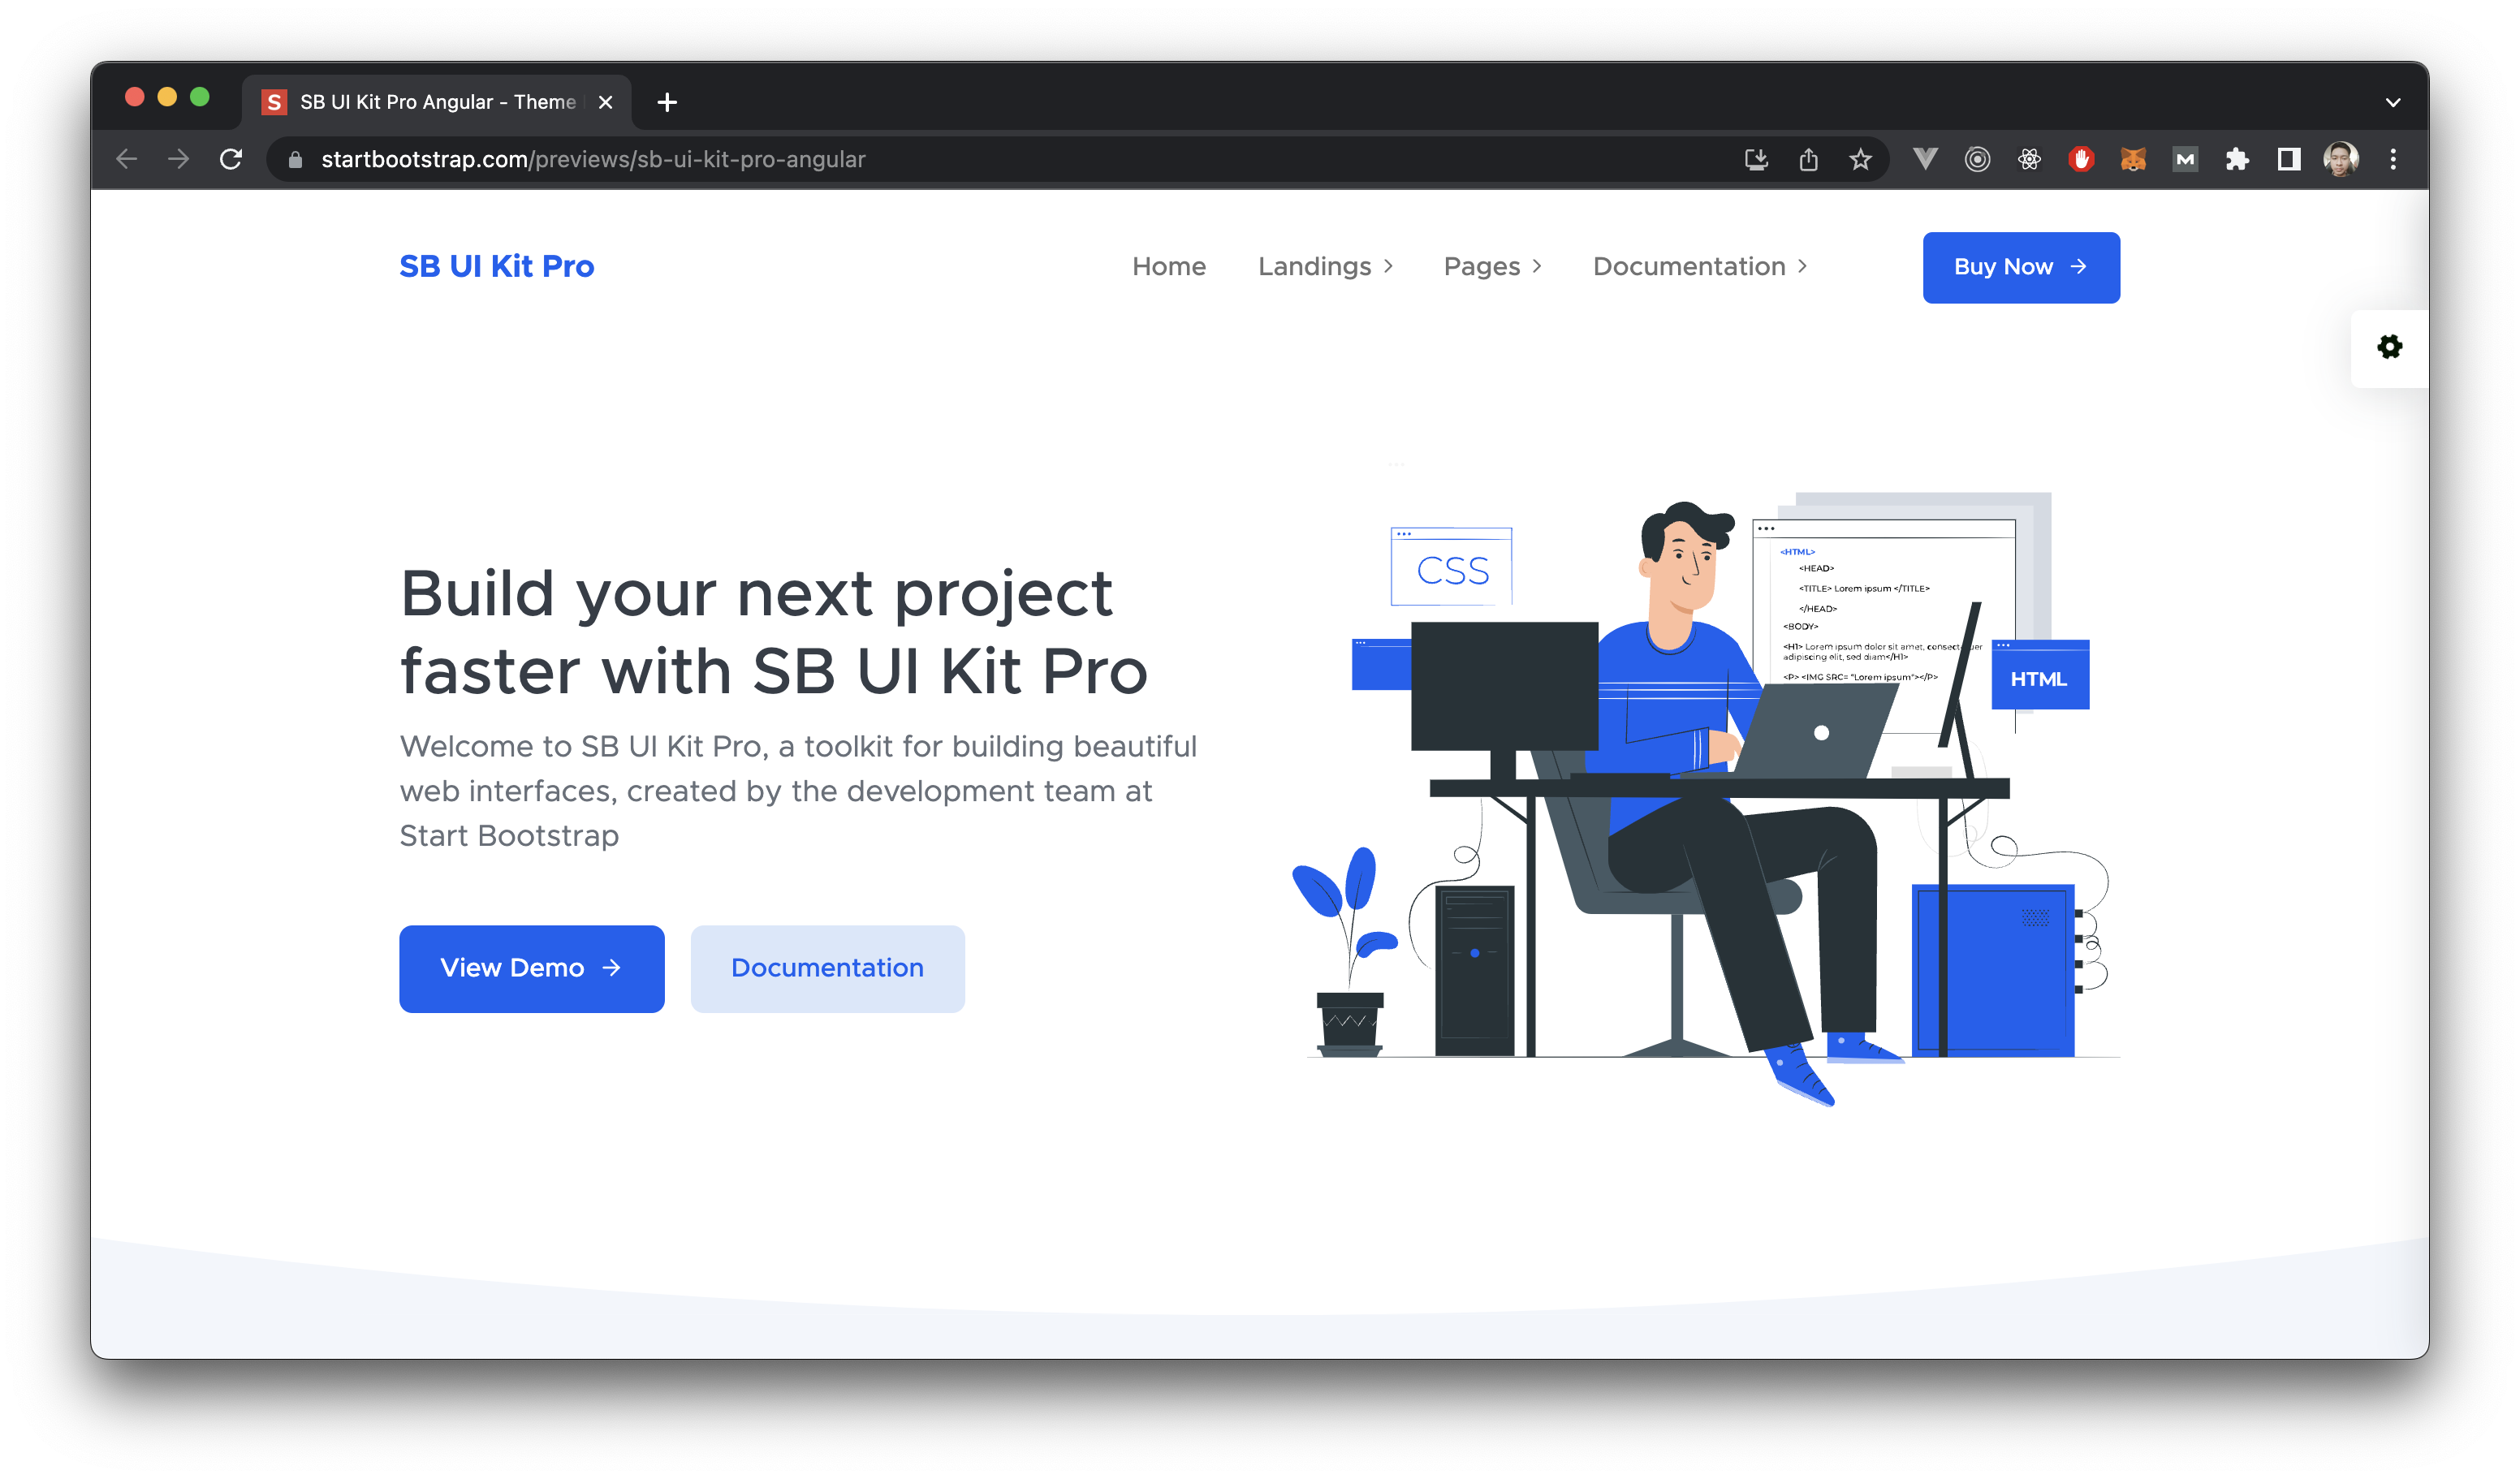 SB UI Kit Pro Angular - Theme
startbootstrap.com/previews/sb-ui-kit-pro-angular
SB UI Kit Pro
Home
Landings
Pages
Documentation
Buy Now
Build your next project
faster with SB UI Kit Pro
Welcome to SB UI Kit Pro, a toolkit for building beautiful
web interfaces, created by the development team at
Start Bootstrap
View Demo
Documentation
CSS
<HTML>
<HEAD>
<TITLE> Lorem ipsum </TITLE>
</HEAD>
<BODY>
<H1> Lorem ipsum dolor sit amet, consectetuer
adipiscing elit, sed diam</H1>
<P> <IMG SRC= "Lorem ipsum"></P>
HTML